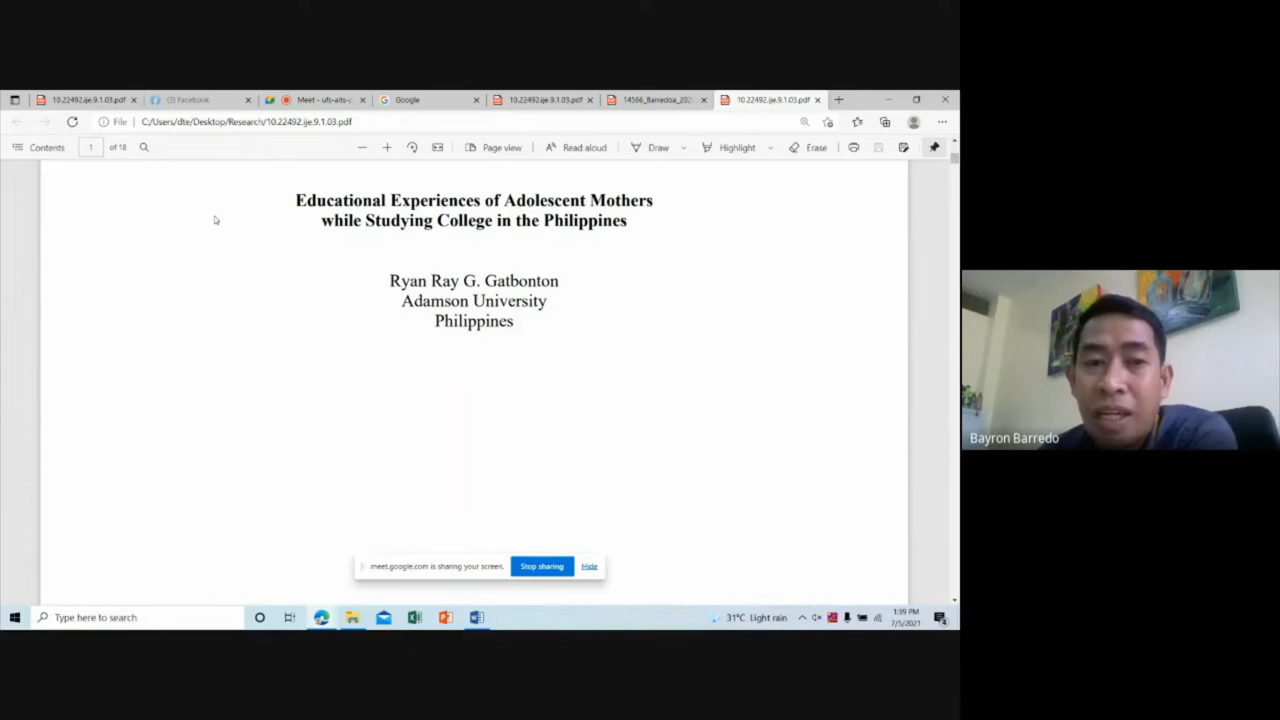 10.22492.ije.9.1.03.pdf
(3) Facebook
Meet - uft-aits-
Google
10.22492.ije.9.1.03.pdf
14566_Barredoa_202
10.22492.ije.9.1.03.pdf
File
C:/Users/dte/Desktop/Research/10.22492.ije.9.1.03.pdf
Contents
1
of 18
Page view
Read aloud
Draw
Highlight
Erase
Educational Experiences of Adolescent Mothers
while Studying College in the Philippines
Ryan Ray G. Gatbonton
Adamson University
Philippines
Bayron Barredo
meet.google.com is sharing your screen.
Stop sharing
Hide
Type here to search
31°C Light rain
1:39 PM
7/5/2021